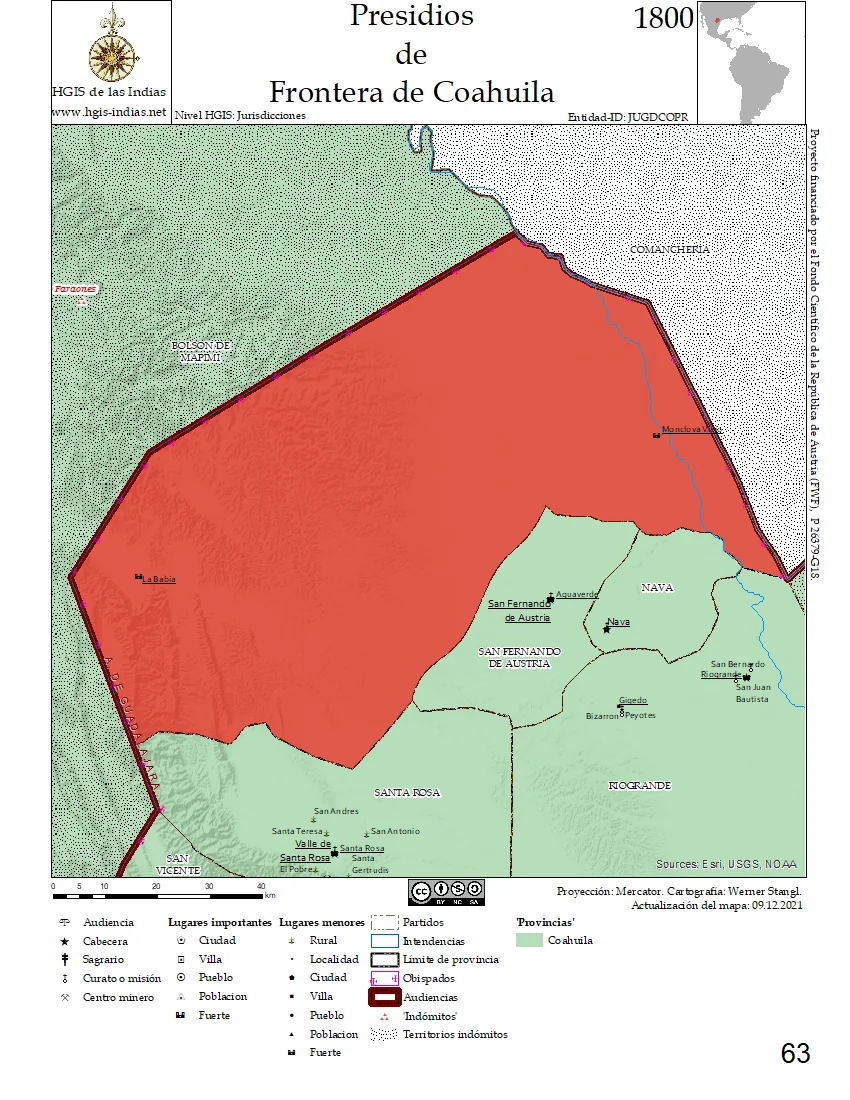 Presidios
de
Frontera de Coahuila
1800
HGIS de las Indias
www.hgis-indias.net
Nivel HGIS: Jurisdicciones
Entidad-ID: JUGDCOPR
Proyecto financiado por el Fondo Científico de la República de Austria (FWF), P 26379-G18
COMANCHERÍA
Faraones
BOLSON DE
MAPIMÍ
Monclova Vieja
La Babia
A. DE GUADALAJARA
NAVA
San Fernando
de Austria
Aguaverde
Nava
SAN FERNANDO
DE AUSTRIA
San Bernardo
Riogrande
San Juan
Bautista
Gigedo
Bizarron
Peyotes
SANTA ROSA
RIOGRANDE
San Andres
Santa Teresa
San Antonio
Valle de
Santa Rosa
Santa Rosa
Santa
Gertrudis
El Pobre
SAN
VICENTE
Sources: Esri, USGS, NOAA
0 5 10 20 30 40
km
CC BY NC SA
Proyección: Mercator. Cartografía: Werner Stangl.
Actualización del mapa: 09.12.2021
Audiencia
Cabecera
Sagrario
Curato o misión
Centro minero
Lugares importantes
Ciudad
Villa
Pueblo
Poblacion
Fuerte
Lugares menores
Rural
Localidad
Ciudad
Villa
Pueblo
Poblacion
Fuerte
Partidos
Intendencias
Límite de provincia
Obispados
Audiencias
'Indómitos'
Territorios indómitos
'Provincias'
Coahuila
63